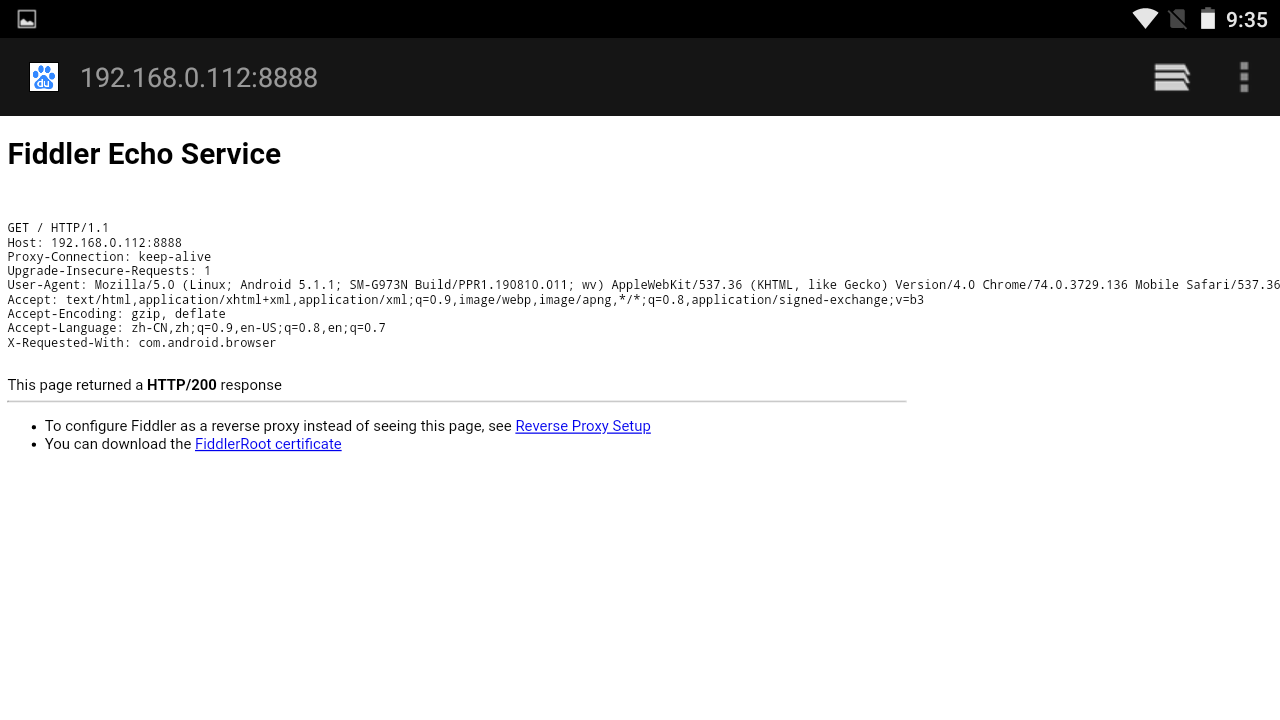 9:35
du
192.168.0.112:8888
Fiddler Echo Service
GET / HTTP/1.1
Host: 192.168.0.112:8888
Proxy-Connection: keep-alive
Upgrade-Insecure-Requests: 1
User-Agent: Mozilla/5.0 (Linux; Android 5.1.1; SM-G973N Build/PPR1.190810.011; wv) AppleWebKit/537.36 (KHTML, like Gecko) Version/4.0 Chrome/74.0.3729.136 Mobile Safari/537.36
Accept: text/html,application/xhtml+xml,application/xml;q=0.9,image/webp,image/apng,*/*;q=0.8,application/signed-exchange;v=b3
Accept-Encoding: gzip, deflate
Accept-Language: zh-CN,zh;q=0.9,en-US;q=0.8,en;q=0.7
X-Requested-With: com.android.browser
This page returned a HTTP/200 response
• To configure Fiddler as a reverse proxy instead of seeing this page, see Reverse Proxy Setup
• You can download the FiddlerRoot certificate